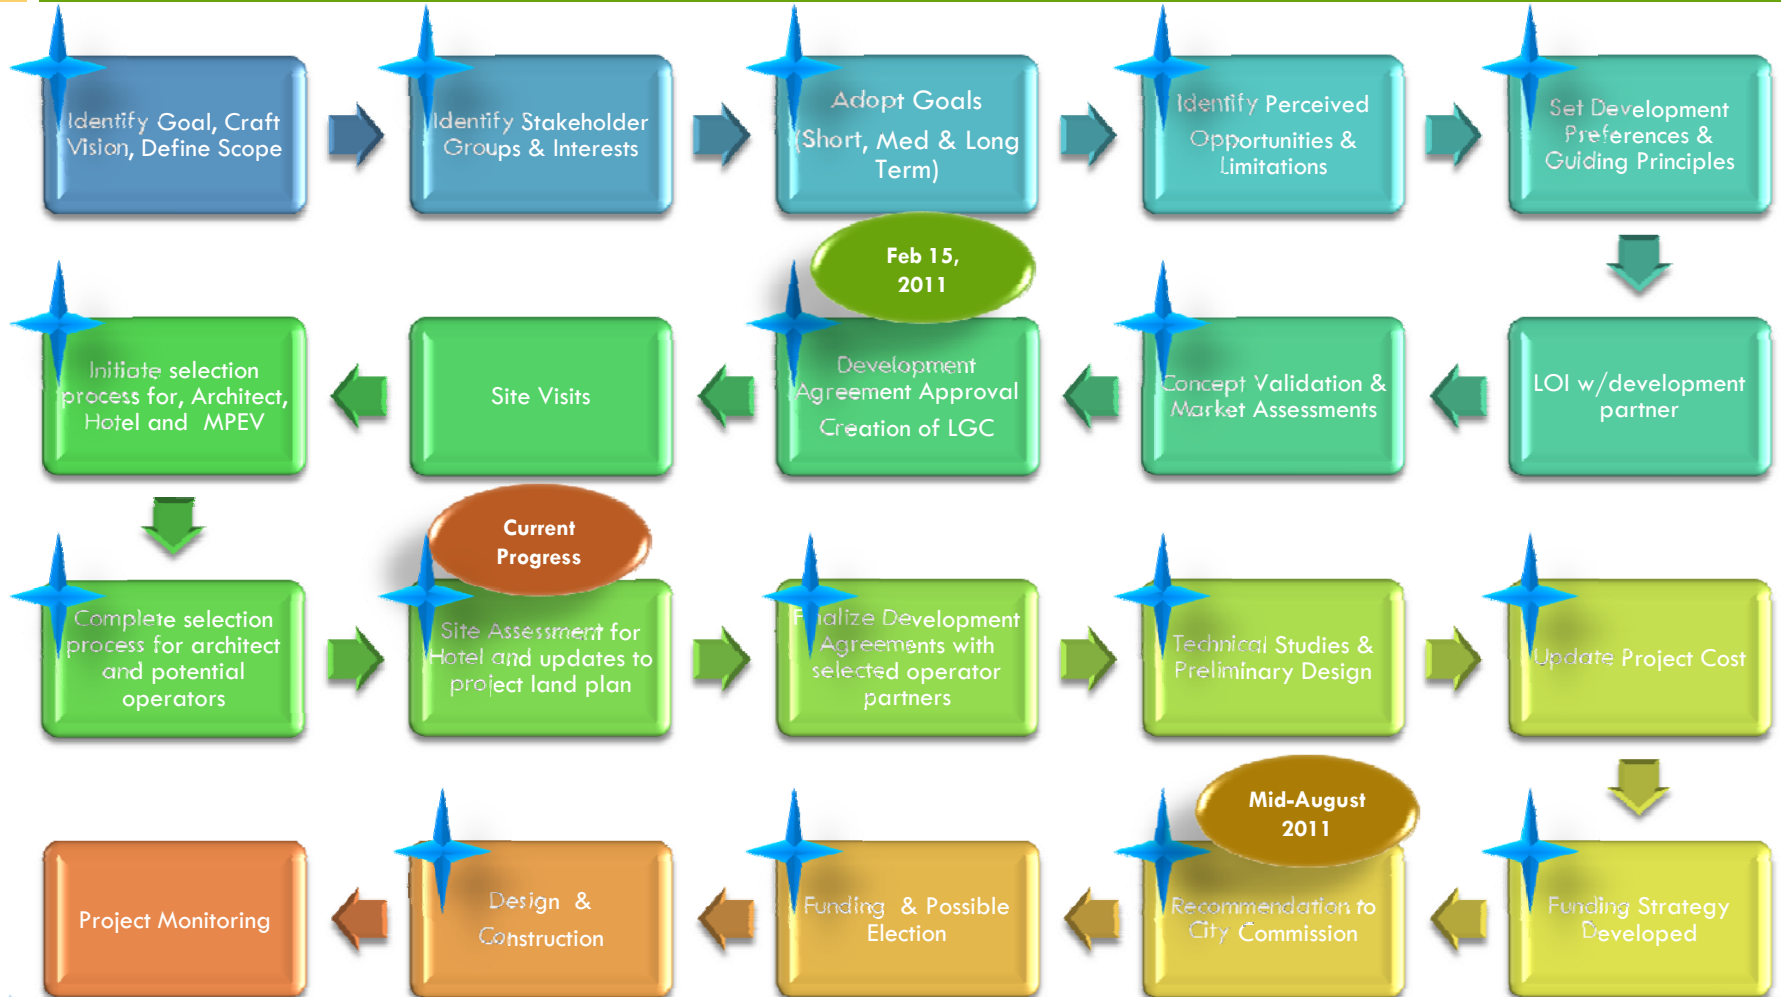 Identify Goal, Craft
Vision, Define Scope
Identify Stakeholder
Groups & Interests
Adopt Goals
(Short, Med & Long
Term)
Identify Perceived
Opportunities &
Limitations
Set Development
Preferences &
Guiding Principles
Feb 15,
2011
Initiate selection
process for, Architect,
Hotel and MPEV
Site Visits
Development
Agreement Approval
Creation of LGC
Concept Validation &
Market Assessments
LOI w/development
partner
Current
Progress
Complete selection
process for architect
and potential
operators
Site Assessment for
Hotel and updates to
project land plan
Finalize Development
Agreements with
selected operator
partners
Technical Studies &
Preliminary Design
Update Project Cost
Mid-August
2011
Project Monitoring
Design &
Construction
Funding & Possible
Election
Recommendation to
City Commission
Funding Strategy
Developed